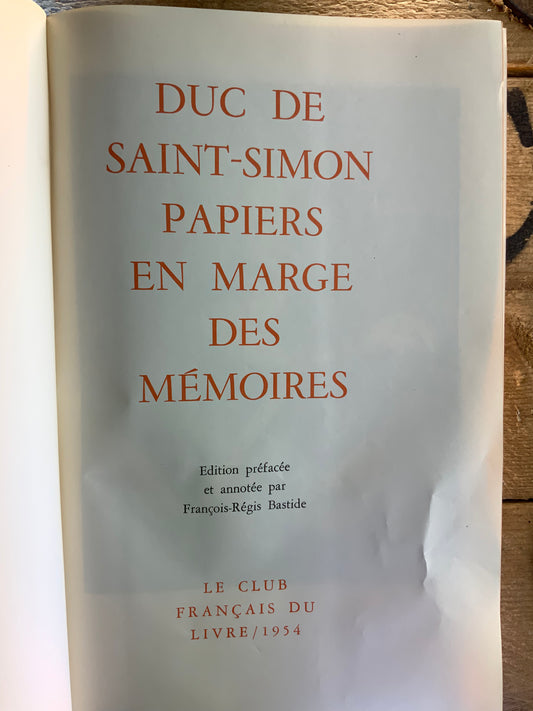 DUC DE
SAINT-SIMON
PAPIERS
EN MARGE
DES
MÉMOIRES
Edition préfacée
et annotée par
François-Régis Bastide
LE CLUB
FRANÇAIS DU
LIVRE/1954